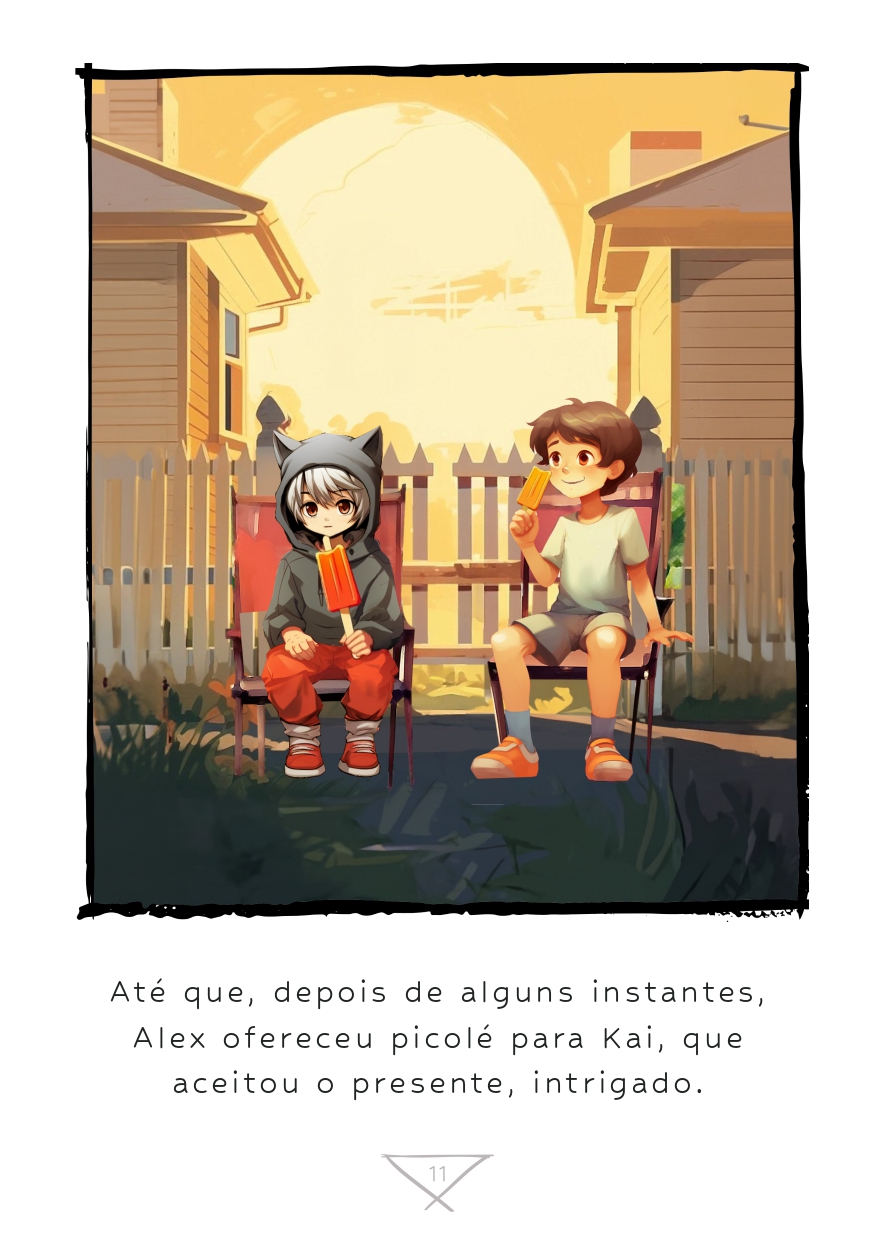 Até que, depois de alguns instantes,
Alex ofereceu picolé para Kai, que
aceitou o presente, intrigado.
11